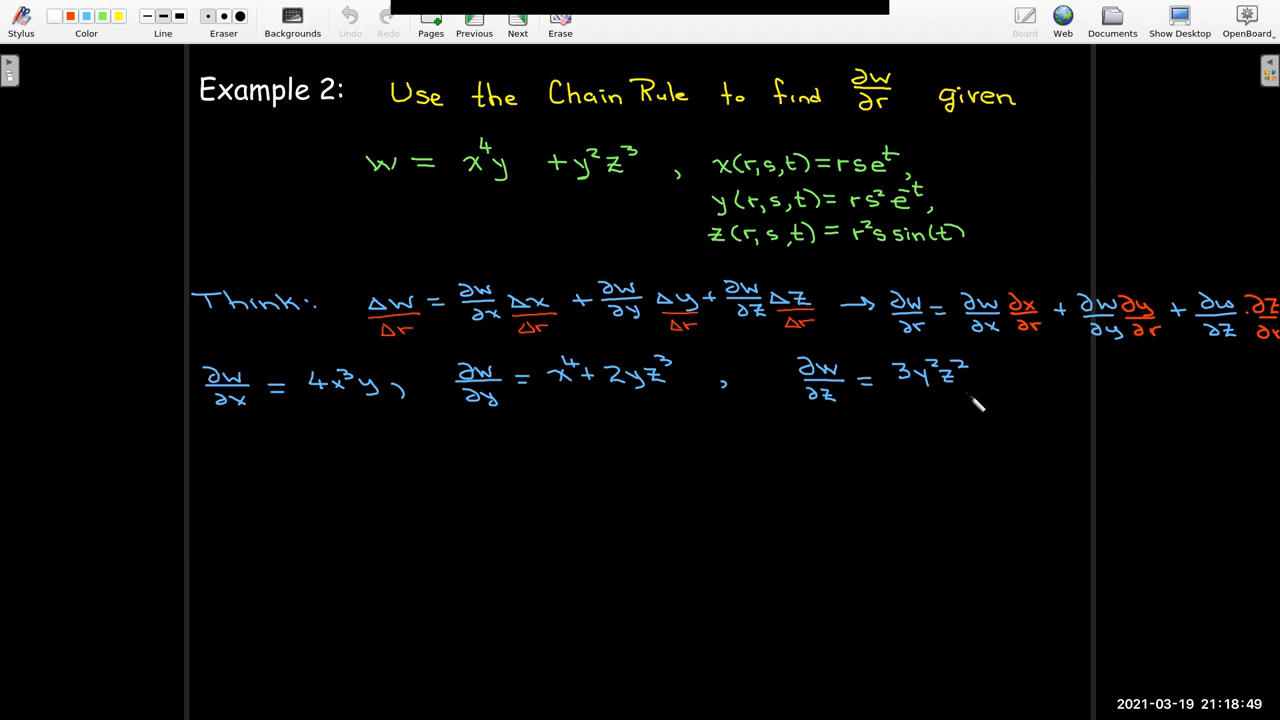 Stylus Color Line Eraser Backgrounds Undo Redo Pages Previous Next Erase Board Web Documents Show Desktop OpenBoard
Example 2: Use the Chain Rule to find ∂w/∂r given
w = x⁴y + y²z³ , x(r,s,t) = rse^t,
y(r,s,t) = rs²e^-t,
z(r,s,t) = r²s sin(t)
Think: Δw/Δr = ∂w/∂x Δx/Δr + ∂w/∂y Δy/Δr + ∂w/∂z Δz/Δr → ∂w/∂r = ∂w/∂x ∂x/∂r + ∂w/∂y ∂y/∂r + ∂w/∂z · ∂z/∂r
∂w/∂x = 4x³y, ∂w/∂y = x⁴ + 2yz³ , ∂w/∂z = 3y²z²
2021-03-19 21:18:49